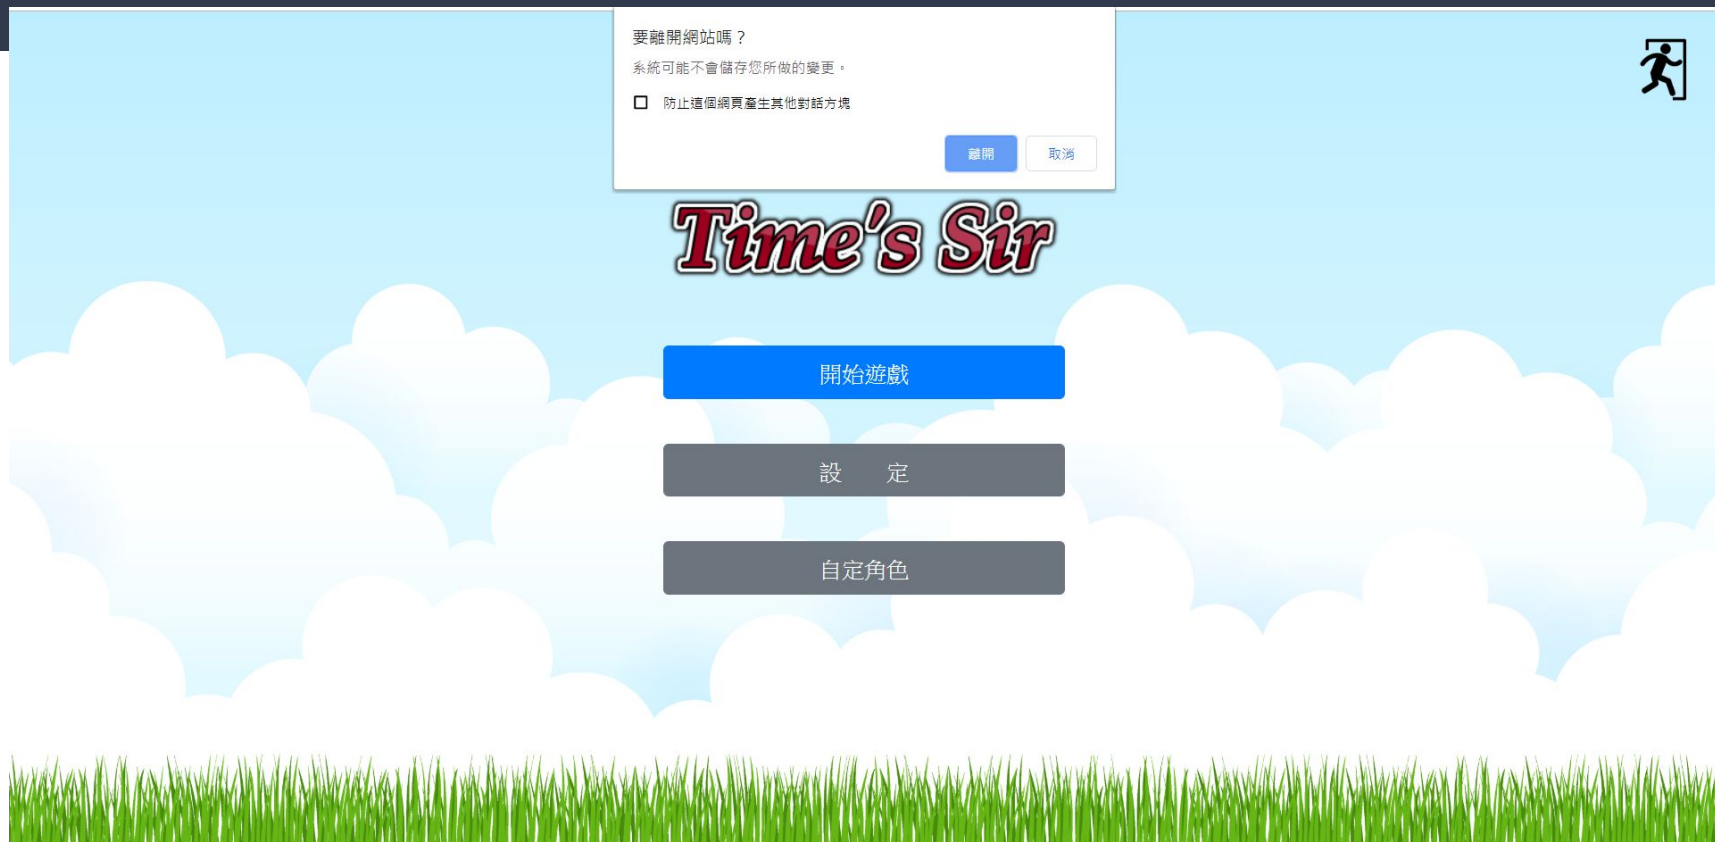 要離開網站嗎？
系統可能不會儲存您所做的變更。
防止這個網頁產生其他對話方塊
離開 取消
Time's Sir
開始遊戲
設 定
自定角色